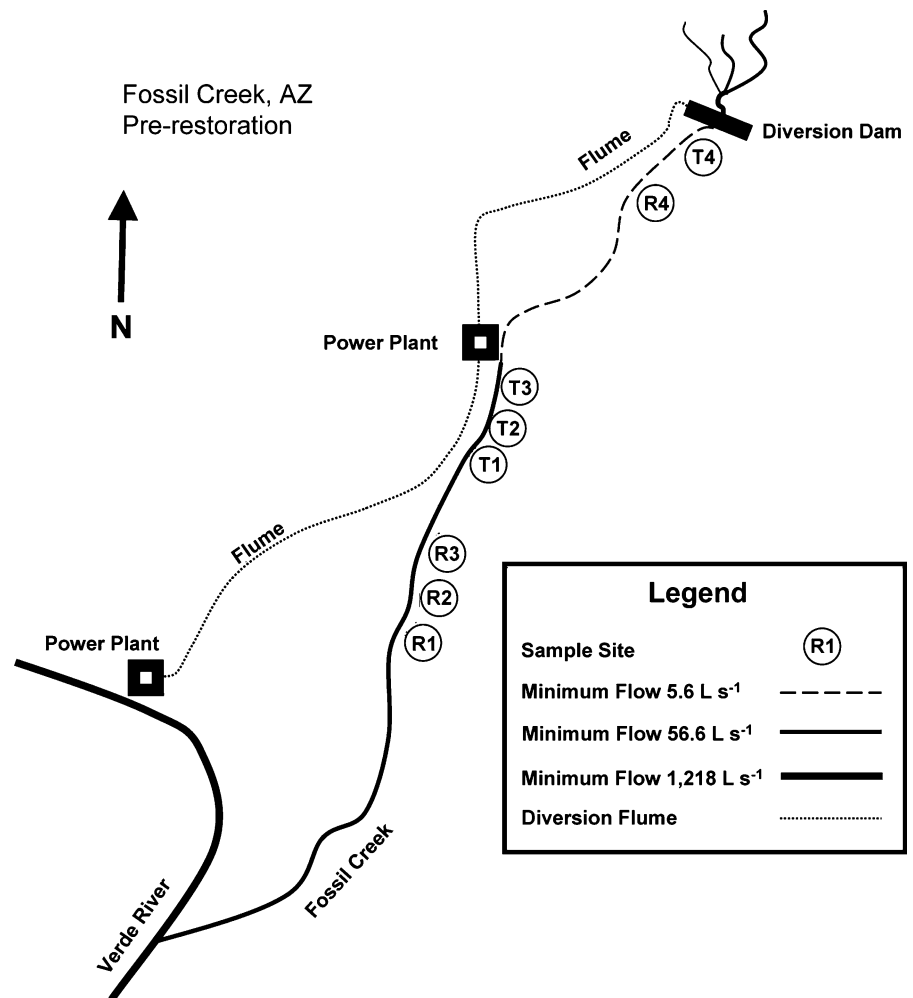 Fossil Creek, AZ
Pre-restoration
Diversion Dam
Flume
T4
R4
N
Power Plant
T3
T2
T1
Flume
R3
R2
R1
Power Plant
Fossil Creek
Verde River
Legend
Sample Site R1
Minimum Flow 5.6 L s-1
Minimum Flow 56.6 L s-1
Minimum Flow 1,218 L s-1
Diversion Flume